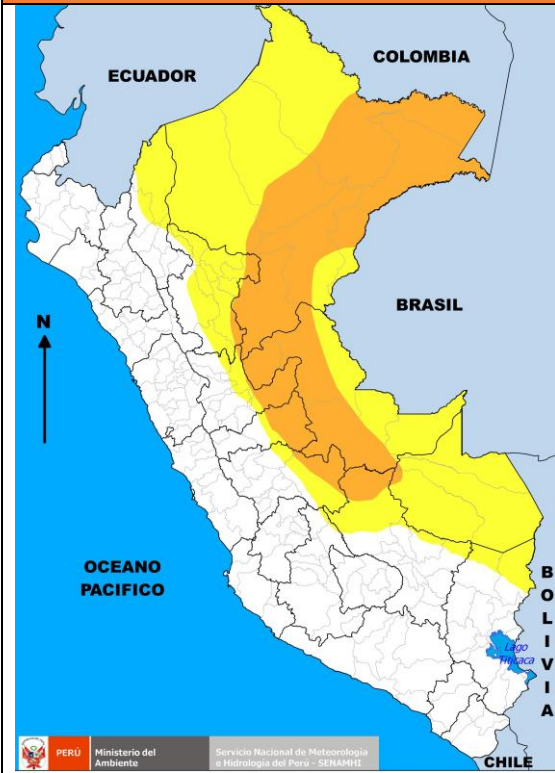 ECUADOR
COLOMBIA
BRASIL
N
OCEANO
PACIFICO
BOLIVIA
Lago
Titicaca
CHILE
PERÚ
Ministerio del
Ambiente
Servicio Nacional de Meteorología
e Hidrología del Perú - SENAMHI